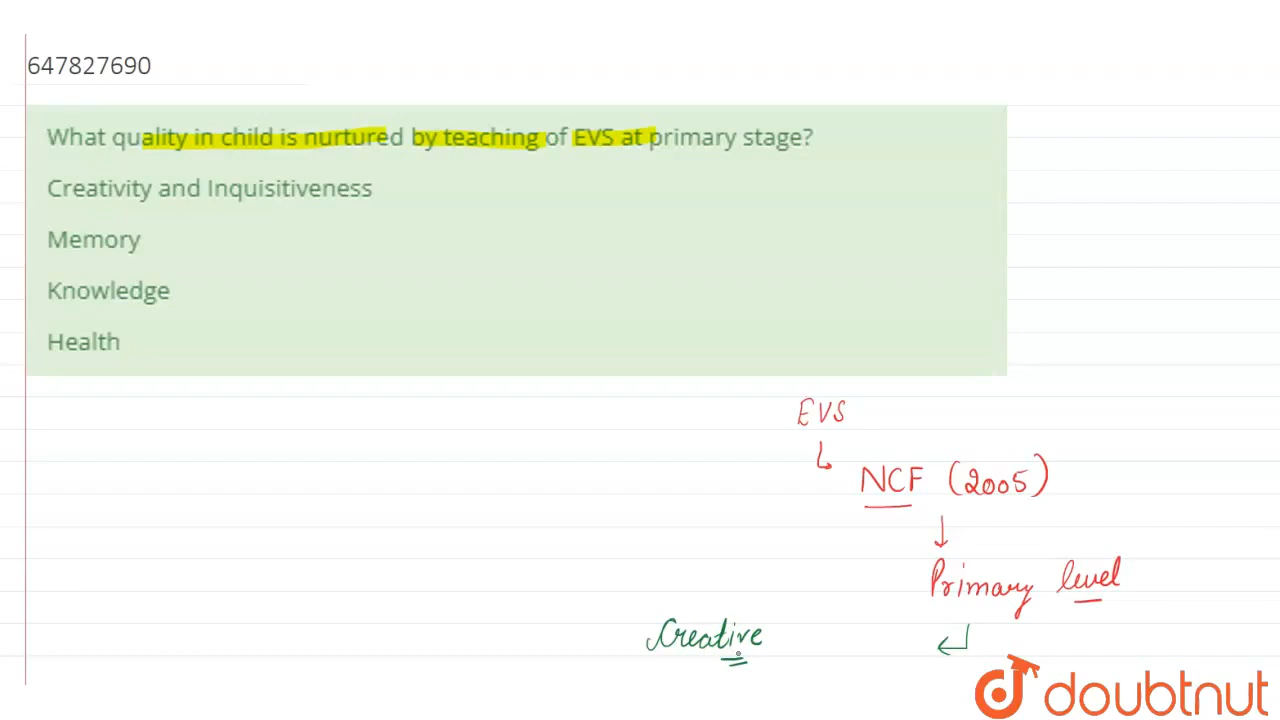 647827690
What quality in child is nurtured by teaching of EVS at primary stage?
Creativity and Inquisitiveness
Memory
Knowledge
Health
EVS
NCF (2005)
Primary level
Creative
doubtnut